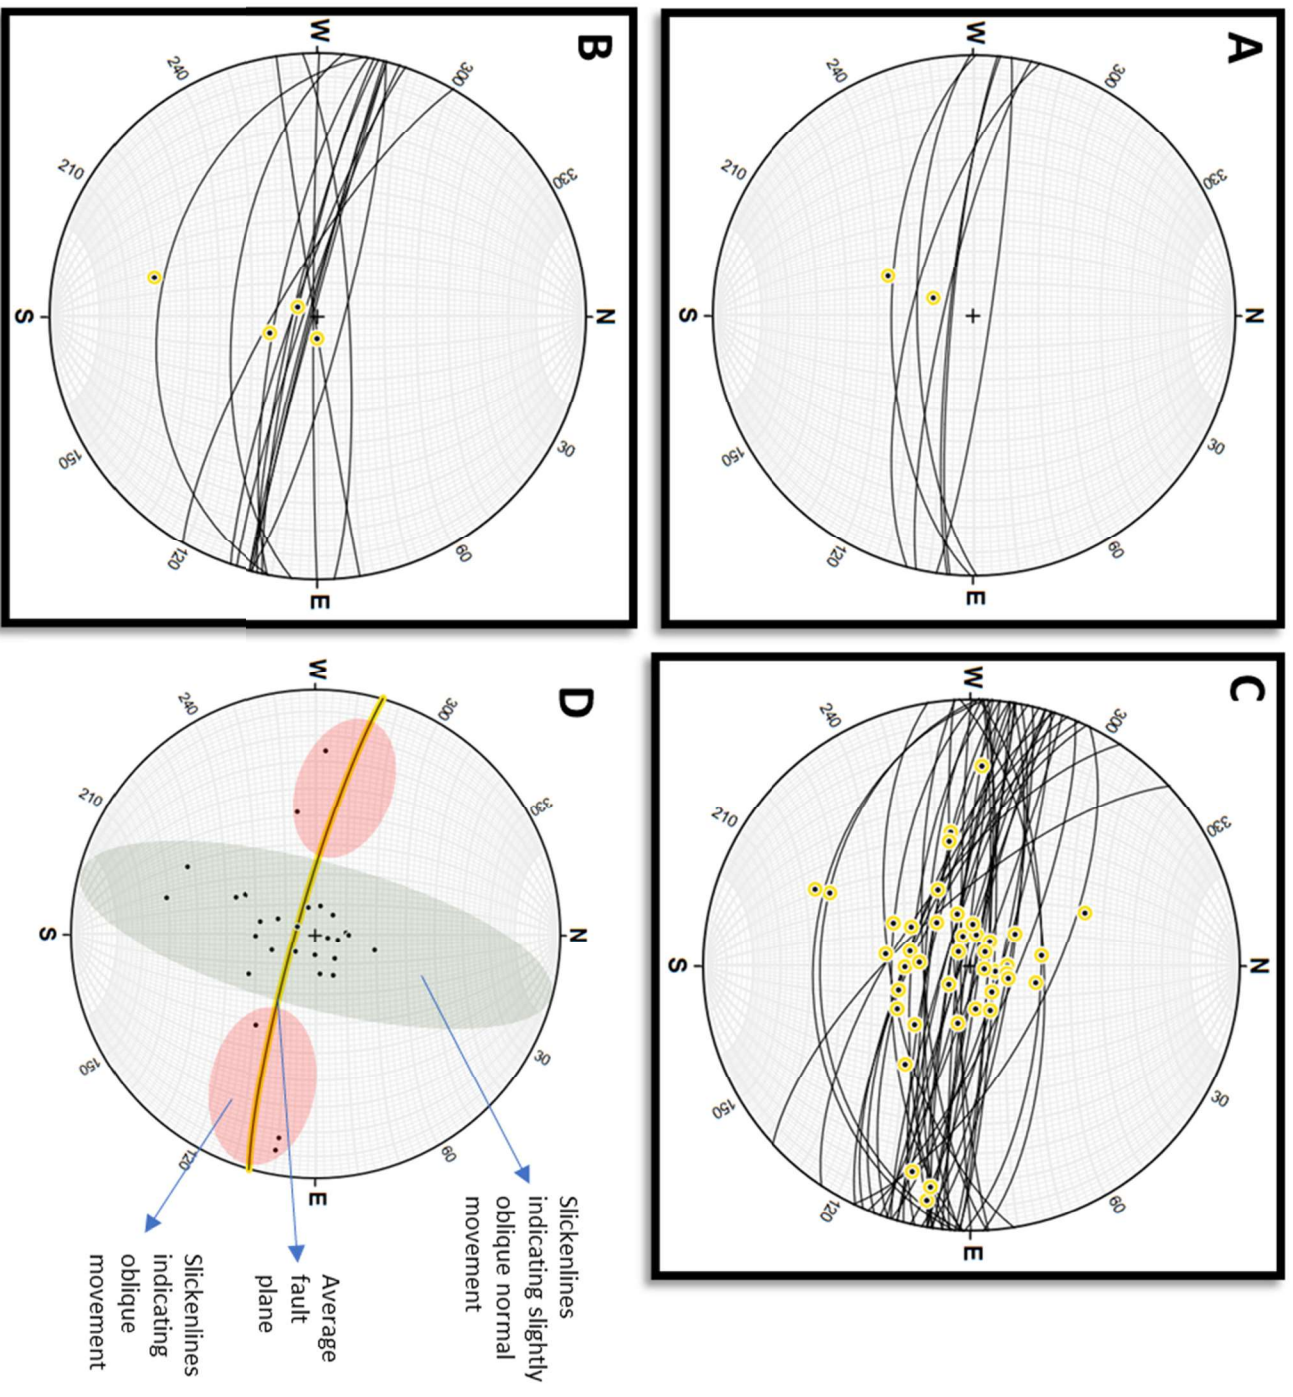 A
N
30
60
E
120
150
S
210
240
W
300
330
B
N
30
60
E
120
150
S
210
240
W
300
330
C
N
30
60
E
120
150
S
210
240
W
300
330
D
N
30
60
E
120
150
S
210
240
W
300
330
Slickenlines
indicating slightly
oblique normal
movement
Average
fault
plane
Slickenlines
indicating
oblique
movement